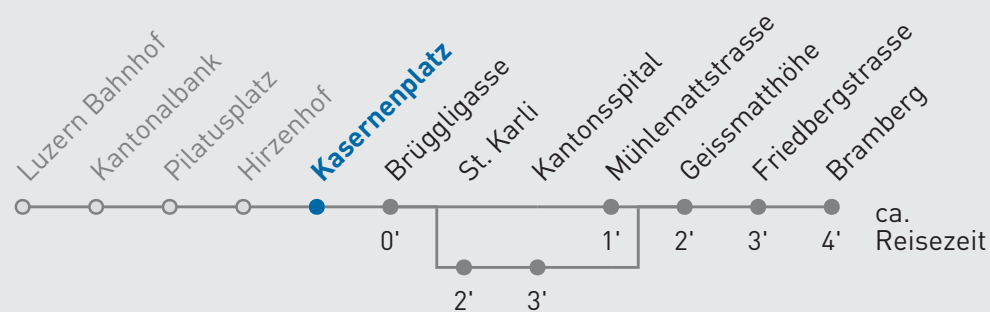 Luzern Bahnhof
Kantonalbank
Pilatusplatz
Hirzenhof
Kasernenplatz
Brüggligasse
St. Karli
Kantonsspital
Mühlemattstrasse
Geissmatthöhe
Friedbergstrasse
Bramberg
ca.
0' 1' 2' 3' 4' Reisezeit
2' 3'